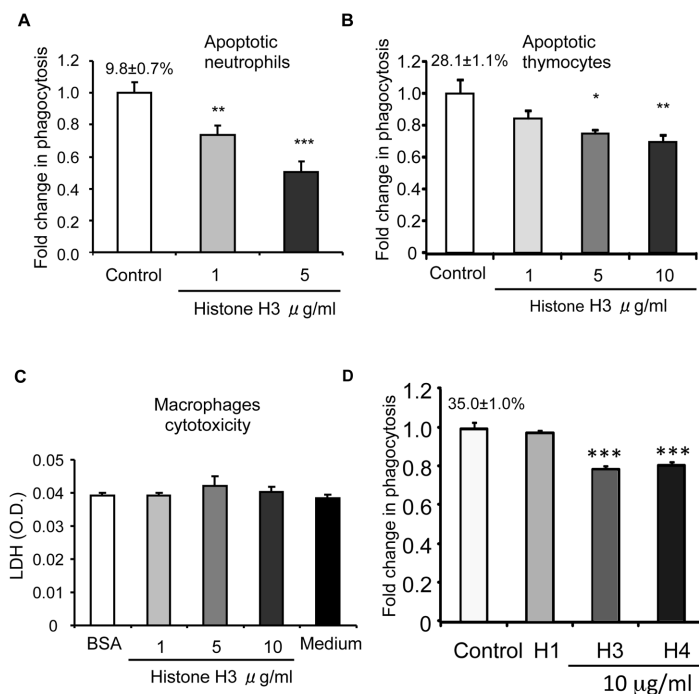 A
Apoptotic
neutrophils
Fold change in phagocytosis
1.2
1.0
0.8
0.6
0.4
0.2
0.0
9.8±0.7%
**
***
Control
1
5
Histone H3 μ g/ml
B
Apoptotic
thymocytes
Fold change in phagocytosis
1.2
1.0
0.8
0.6
0.4
0.2
0
28.1±1.1%
*
**
Control
1
5
10
Histone H3 μ g/ml
C
Macrophages
cytotoxicity
LDH (O.D.)
0.05
0.04
0.03
0.02
0.01
0
BSA
1
5
10
Medium
Histone H3 μ g/ml
D
Fold change in phagocytosis
1.2
1.0
0.8
0.6
0.4
0.2
0
35.0±1.0%
***
***
Control
H1
H3
H4
10 μg/ml